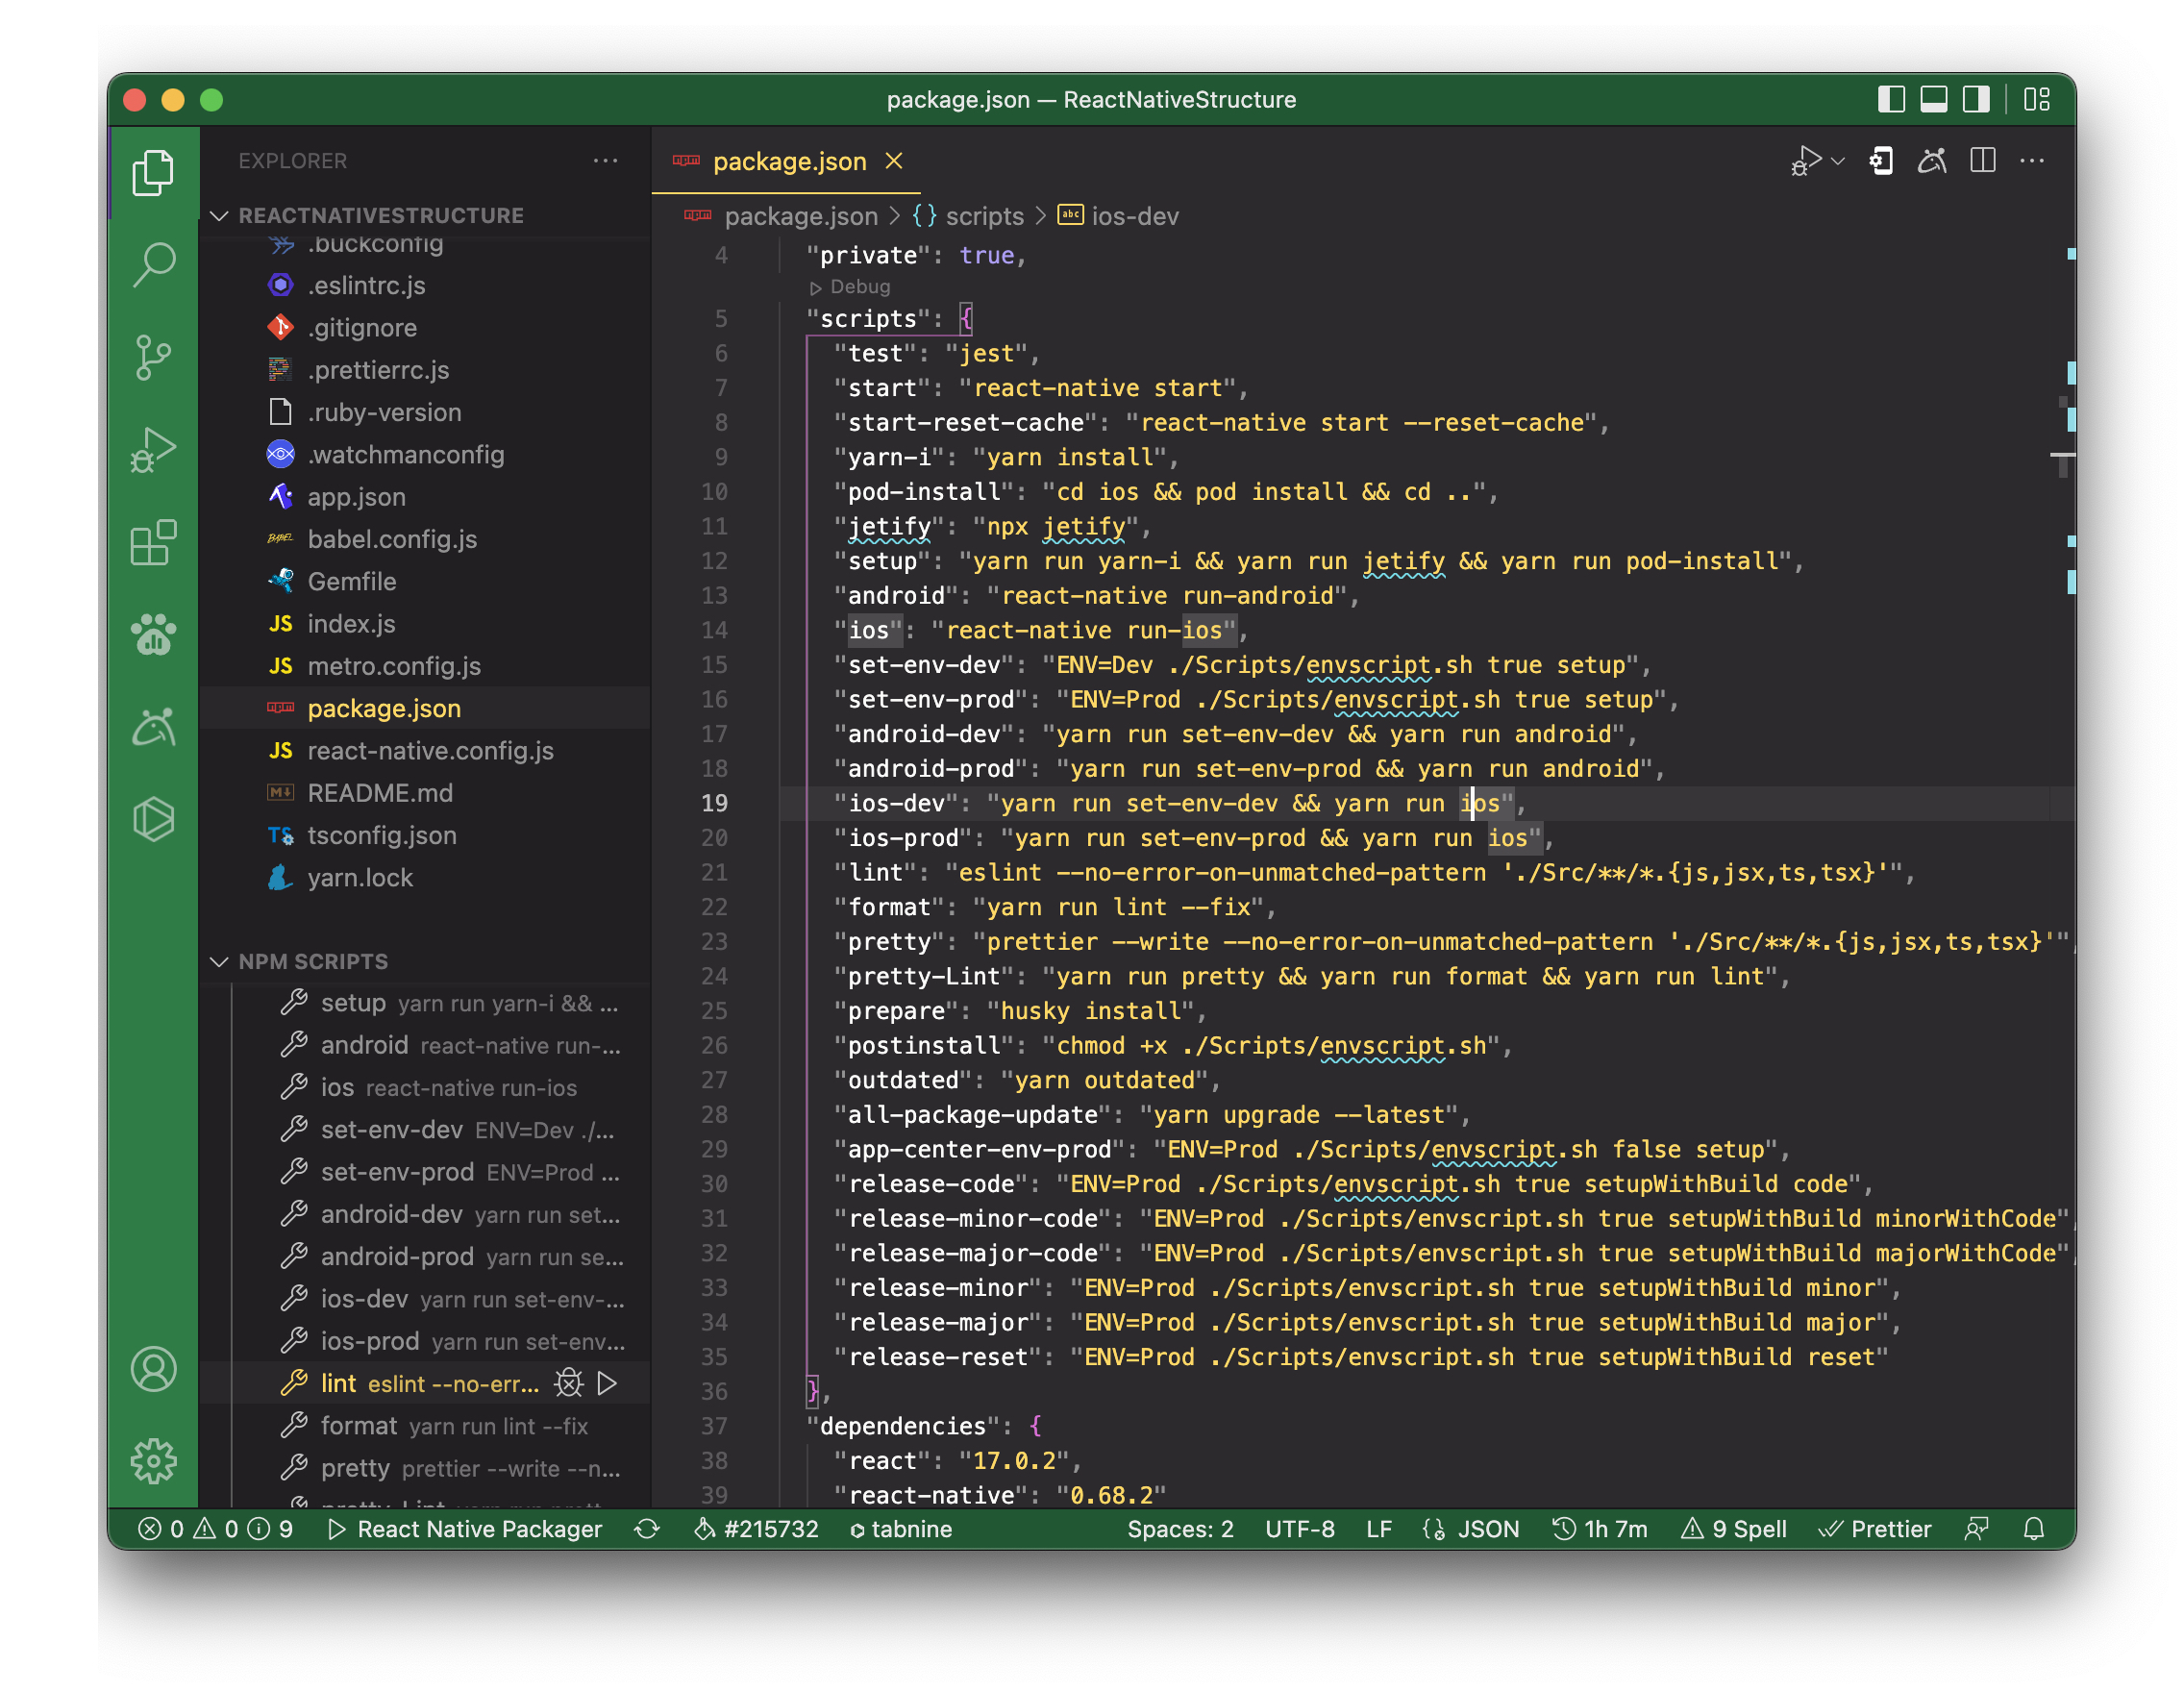 package.json — ReactNativeStructure
EXPLORER
REACTNATIVESTRUCTURE
.buckconfig
.eslintrc.js
.gitignore
.prettierrc.js
.ruby-version
.watchmanconfig
app.json
BABEL babel.config.js
Gemfile
JS index.js
JS metro.config.js
package.json
JS react-native.config.js
M↓ README.md
TS tsconfig.json
yarn.lock
NPM SCRIPTS
setup yarn run yarn-i && ...
android react-native run-...
ios react-native run-ios
set-env-dev ENV=Dev ./...
set-env-prod ENV=Prod ...
android-dev yarn run set...
android-prod yarn run se...
ios-dev yarn run set-env-...
ios-prod yarn run set-env...
lint eslint --no-err...
format yarn run lint --fix
pretty prettier --write --n...
package.json
package.json > {} scripts > abc ios-dev
4 "private": true,
Debug
5 "scripts": {
6 "test": "jest",
7 "start": "react-native start",
8 "start-reset-cache": "react-native start --reset-cache",
9 "yarn-i": "yarn install",
10 "pod-install": "cd ios && pod install && cd ..",
11 "jetify": "npx jetify",
12 "setup": "yarn run yarn-i && yarn run jetify && yarn run pod-install",
13 "android": "react-native run-android",
14 "ios": "react-native run-ios",
15 "set-env-dev": "ENV=Dev ./Scripts/envscript.sh true setup",
16 "set-env-prod": "ENV=Prod ./Scripts/envscript.sh true setup",
17 "android-dev": "yarn run set-env-dev && yarn run android",
18 "android-prod": "yarn run set-env-prod && yarn run android",
19 "ios-dev": "yarn run set-env-dev && yarn run ios",
20 "ios-prod": "yarn run set-env-prod && yarn run ios",
21 "lint": "eslint --no-error-on-unmatched-pattern './Src/**/*.{js,jsx,ts,tsx}'",
22 "format": "yarn run lint --fix",
23 "pretty": "prettier --write --no-error-on-unmatched-pattern './Src/**/*.{js,jsx,ts,tsx}'",
24 "pretty-Lint": "yarn run pretty && yarn run format && yarn run lint",
25 "prepare": "husky install",
26 "postinstall": "chmod +x ./Scripts/envscript.sh",
27 "outdated": "yarn outdated",
28 "all-package-update": "yarn upgrade --latest",
29 "app-center-env-prod": "ENV=Prod ./Scripts/envscript.sh false setup",
30 "release-code": "ENV=Prod ./Scripts/envscript.sh true setupWithBuild code",
31 "release-minor-code": "ENV=Prod ./Scripts/envscript.sh true setupWithBuild minorWithCode",
32 "release-major-code": "ENV=Prod ./Scripts/envscript.sh true setupWithBuild majorWithCode",
33 "release-minor": "ENV=Prod ./Scripts/envscript.sh true setupWithBuild minor",
34 "release-major": "ENV=Prod ./Scripts/envscript.sh true setupWithBuild major",
35 "release-reset": "ENV=Prod ./Scripts/envscript.sh true setupWithBuild reset"
36 },
37 "dependencies": {
38 "react": "17.0.2",
39 "react-native": "0.68.2"
0 0 9 React Native Packager #215732 tabnine Spaces: 2 UTF-8 LF JSON 1h 7m 9 Spell Prettier